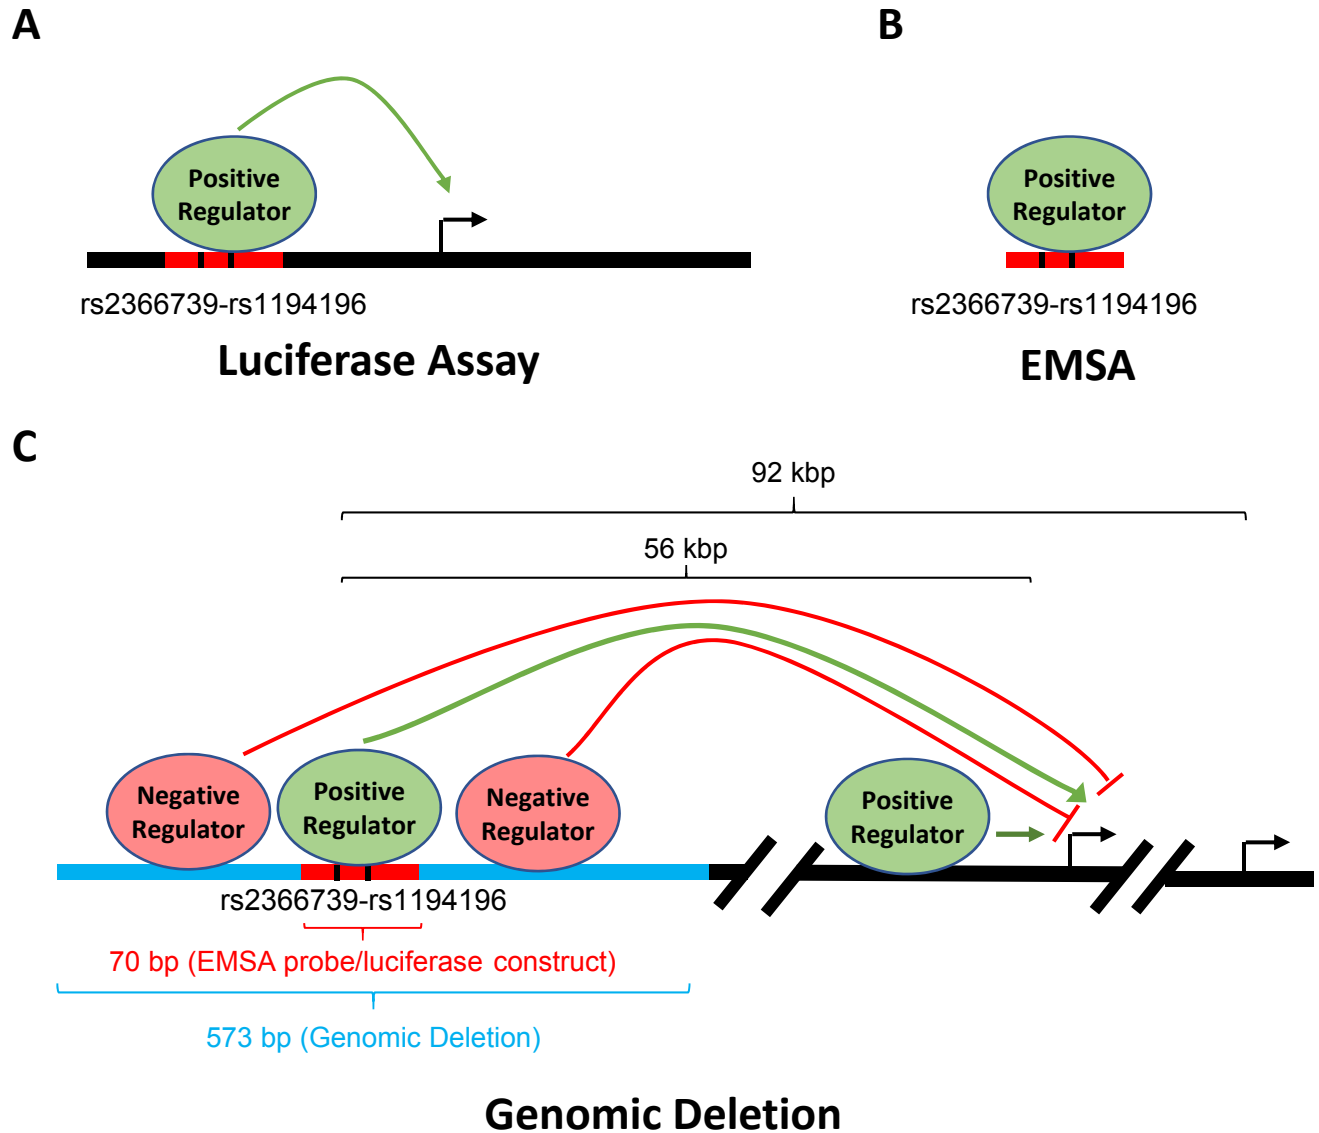 A
B
Positive
Regulator
Positive
Regulator
rs2366739-rs1194196
rs2366739-rs1194196
Luciferase Assay
EMSA
C
92 kbp
56 kbp
Negative
Regulator
Positive
Regulator
Negative
Regulator
Positive
Regulator
rs2366739-rs1194196
70 bp (EMSA probe/luciferase construct)
573 bp (Genomic Deletion)
Genomic Deletion